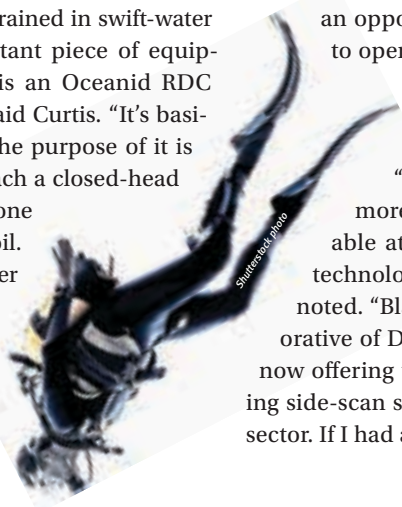 rained in swift-water
tant piece of equip-
is an Oceanid RDC
aid Curtis. “It’s basi-
he purpose of it is
ch a closed-head
one
oil.
er
Shutterstock photo
an oppo
to oper
“
more
able at
technolo
noted. “Bl
orative of D
now offering
ing side-scan s
sector. If I had a